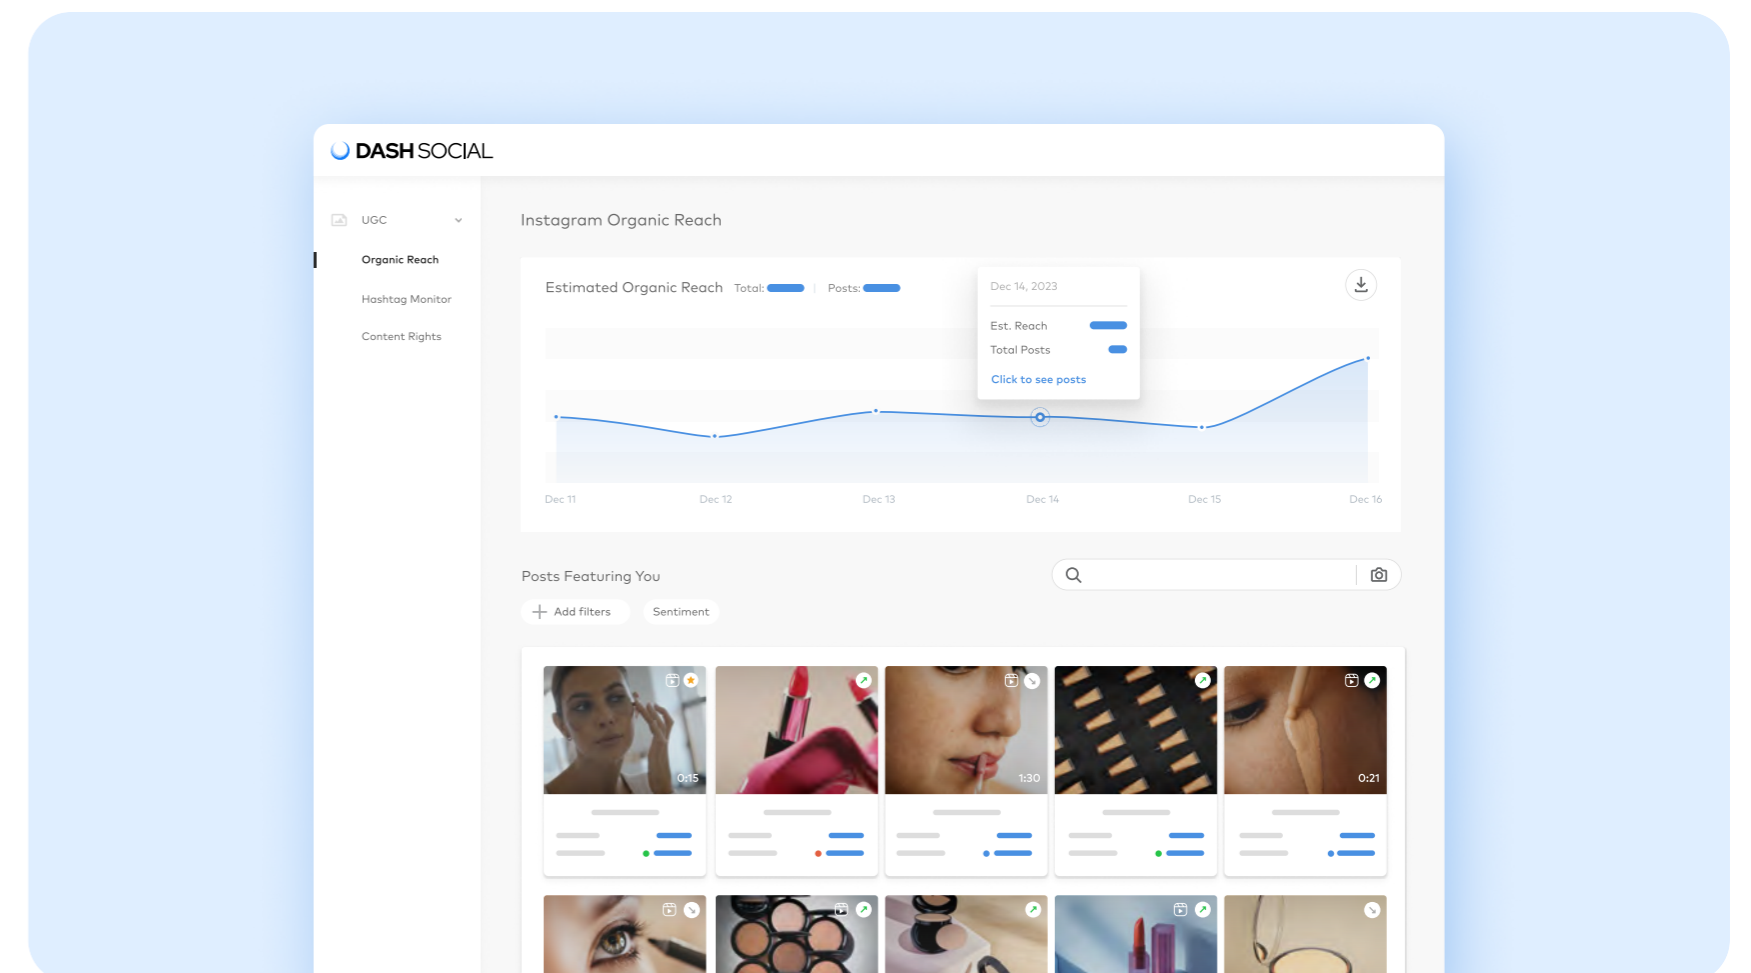 DASH SOCIAL
UGC
Organic Reach
Hashtag Monitor
Content Rights
Instagram Organic Reach
Estimated Organic Reach Total: Posts:
Dec 14, 2023
Est. Reach
Total Posts
Click to see posts
Dec 11 Dec 12 Dec 13 Dec 14 Dec 15 Dec 16
Posts Featuring You
Add filters Sentiment
0:15 1:30 0:21